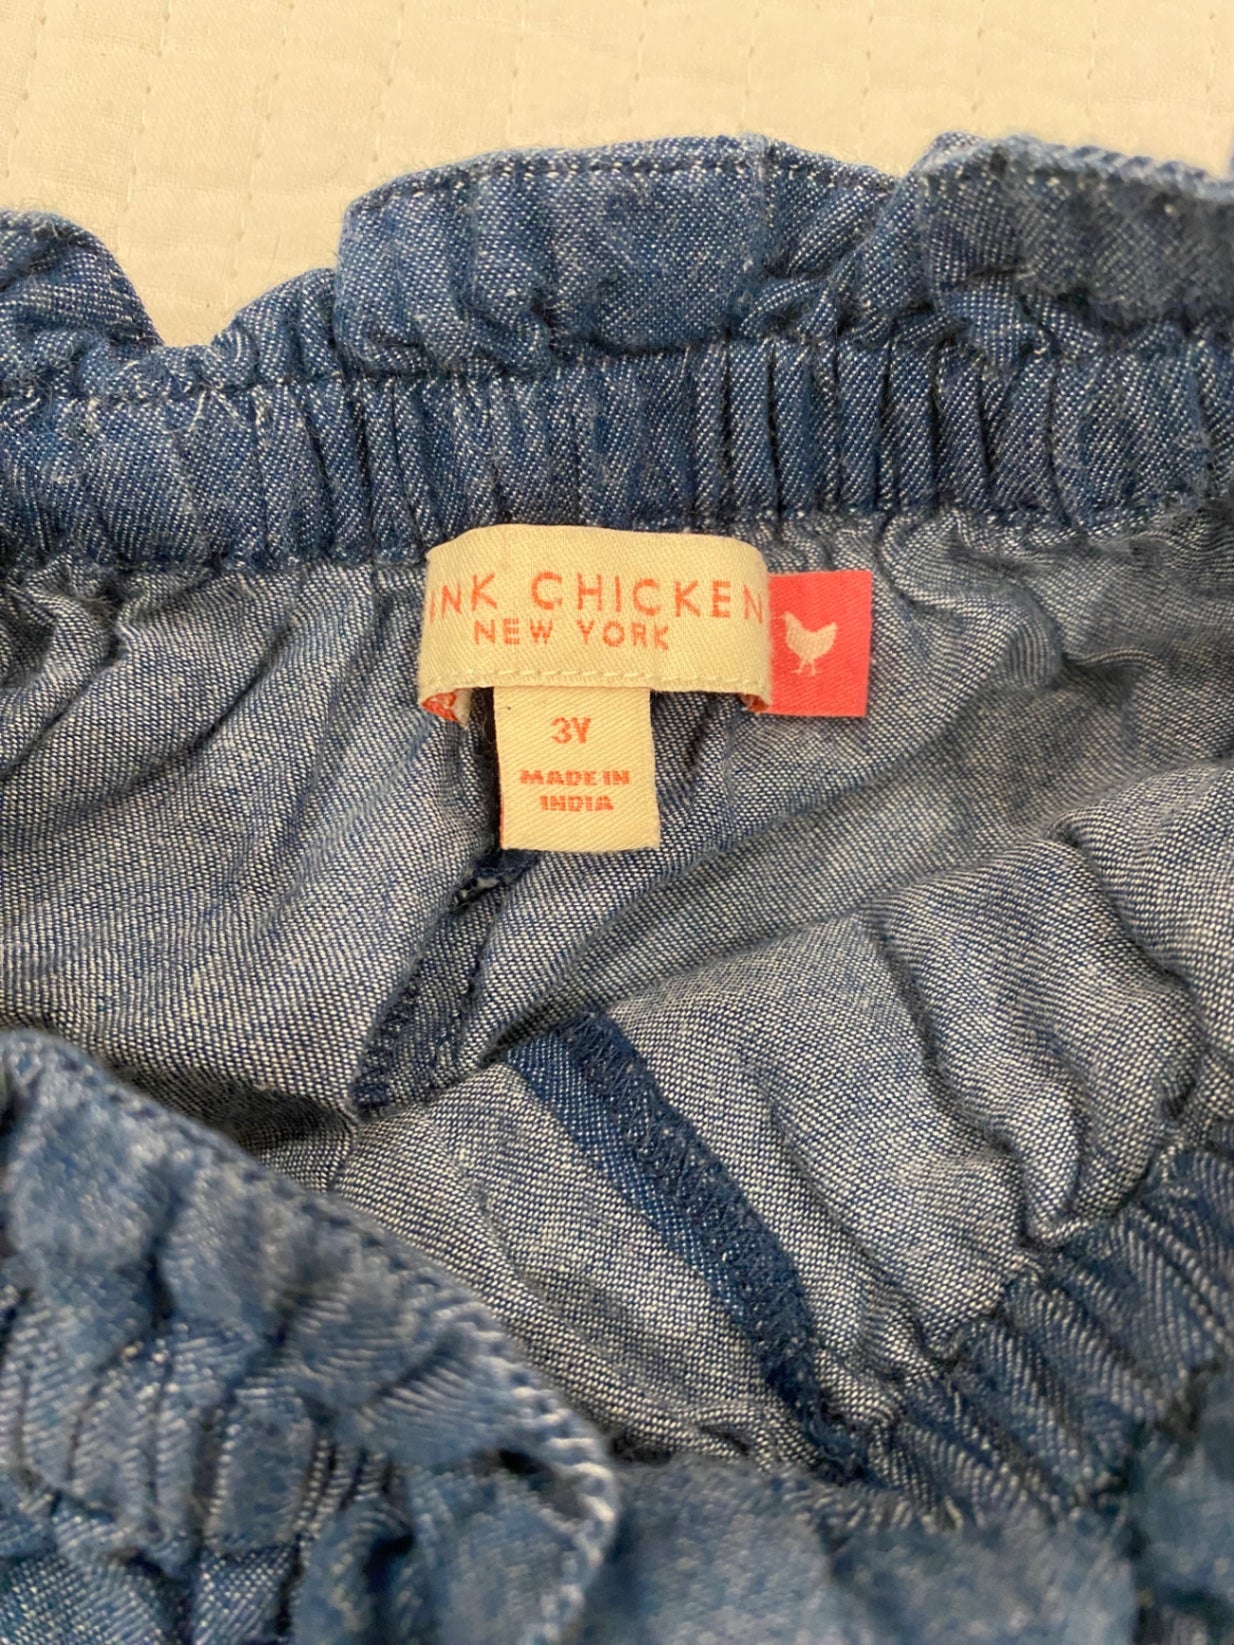 INK CHICKEN
NEW YORK
3Y
MADE IN
INDIA